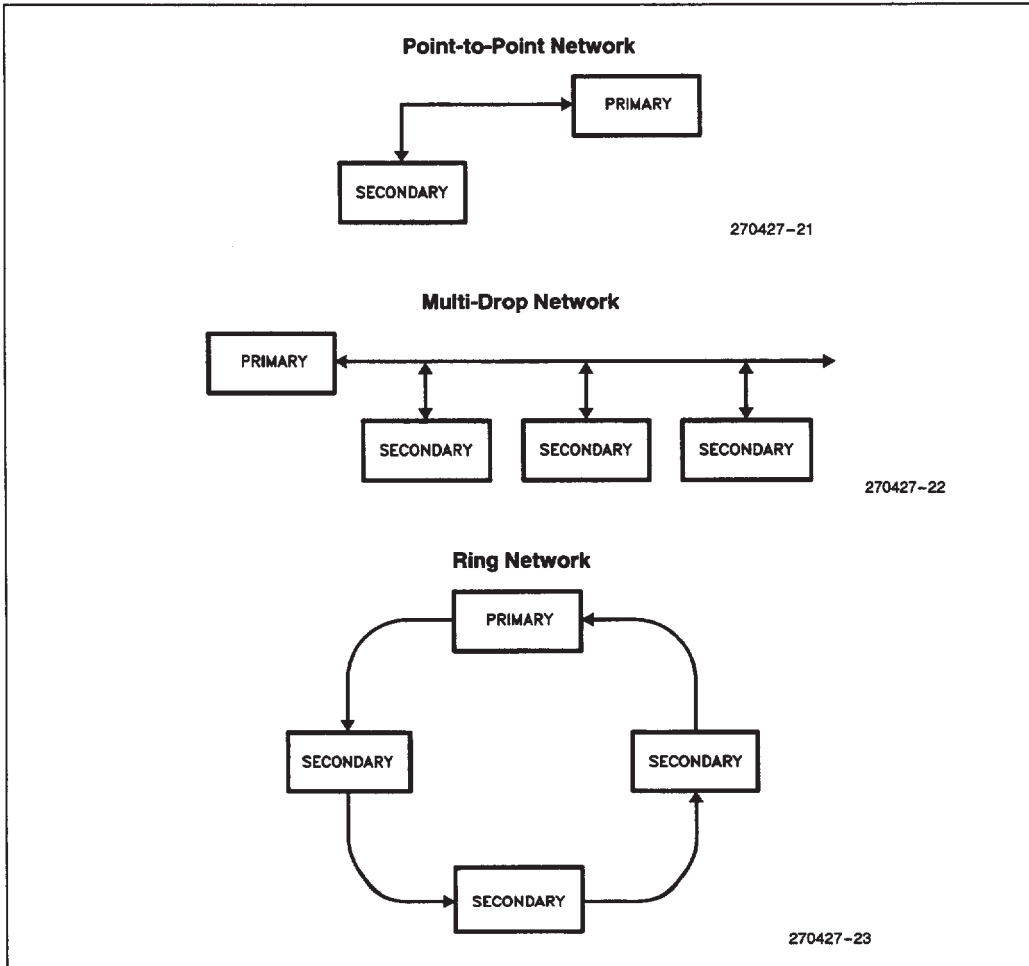 Point-to-Point Network
PRIMARY
SECONDARY
270427-21
Multi-Drop Network
PRIMARY
SECONDARY
SECONDARY
SECONDARY
270427-22
Ring Network
PRIMARY
SECONDARY
SECONDARY
SECONDARY
270427-23